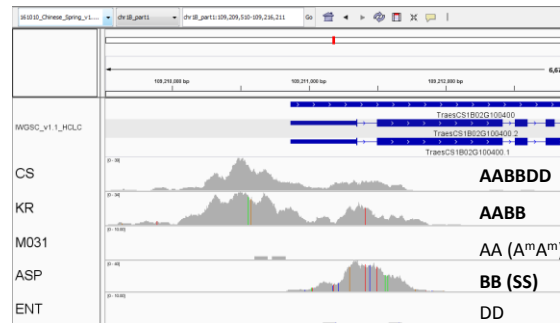 161010_Chinese_Spring_v1.... chr1B_part1 chr1B_part1:109,209,510-109,216,211 Go
6,67
109,210,000 bp 109,211,000 bp 109,212,000 bp
TraesCS1B02G100400
IWGSC_v1.1_HCLC
TraesCS1B02G100400.2
TraesCS1B02G100400.1
CS AABBDD
KR AABB
M031 AA (AᵐAᵐ)
ASP BB (SS)
ENT DD